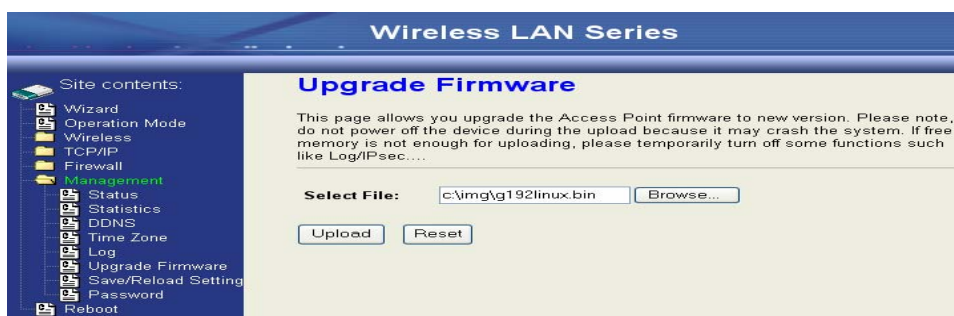 Wireless LAN Series
Site contents:
Wizard
Operation Mode
Wireless
TCP/IP
Firewall
Management
Status
Statistics
DDNS
Time Zone
Log
Upgrade Firmware
Save/Reload Setting
Password
Reboot
Upgrade Firmware
This page allows you upgrade the Access Point firmware to new version. Please note,
do not power off the device during the upload because it may crash the system. If free
memory is not enough for uploading, please temporarily turn off some functions such
like Log/IPsec....
Select File: c:\img\g192linux.bin Browse...
Upload Reset